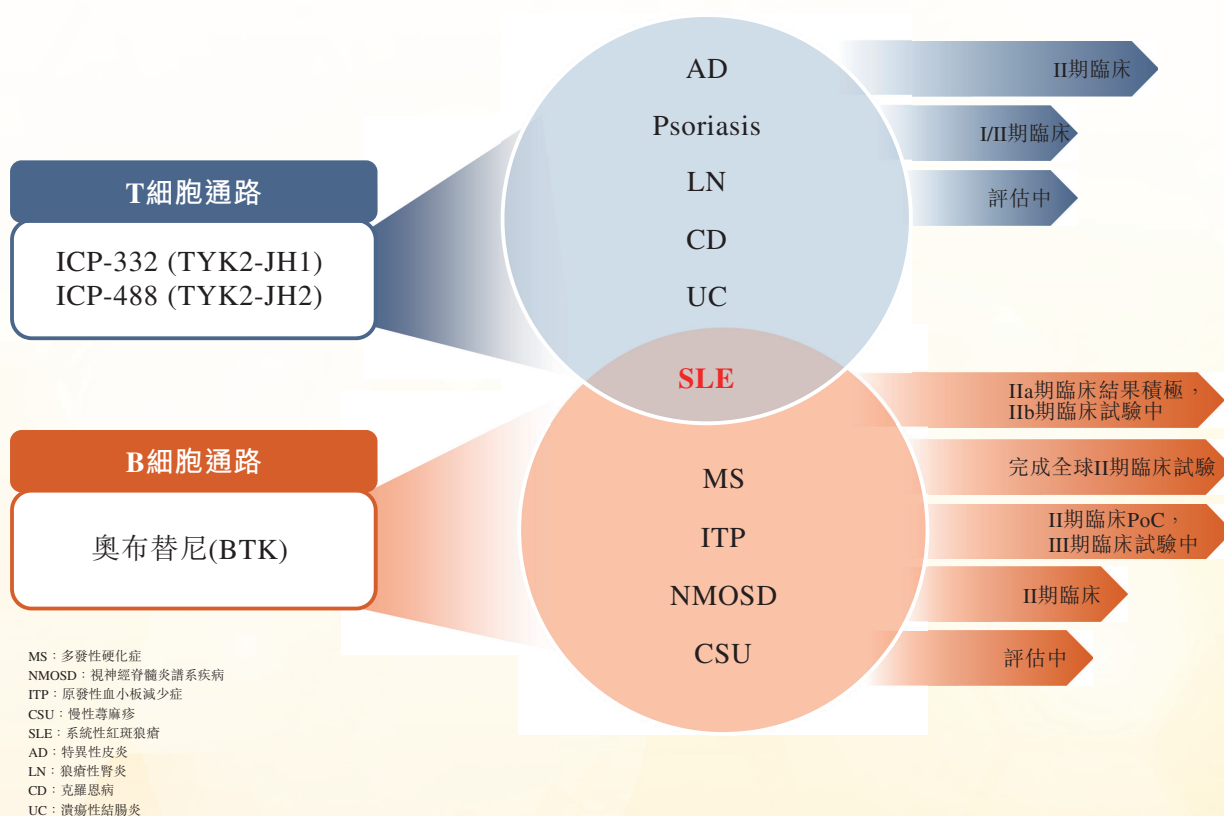 T細胞通路
ICP-332 (TYK2-JH1)
ICP-488 (TYK2-JH2)
AD
Psoriasis
LN
CD
UC
SLE
II期臨床
I/II期臨床
評估中
B細胞通路
奧布替尼(BTK)
MS
ITP
NMOSD
CSU
IIa期臨床結果積極，
IIb期臨床試驗中
完成全球II期臨床試驗
II期臨床PoC，
III期臨床試驗中
II期臨床
評估中
MS：多發性硬化症
NMOSD：視神經脊髓炎譜系疾病
ITP：原發性血小板減少症
CSU：慢性蕁麻疹
SLE：系統性紅斑狼瘡
AD：特異性皮炎
LN：狼瘡性腎炎
CD：克羅恩病
UC：潰瘍性結腸炎